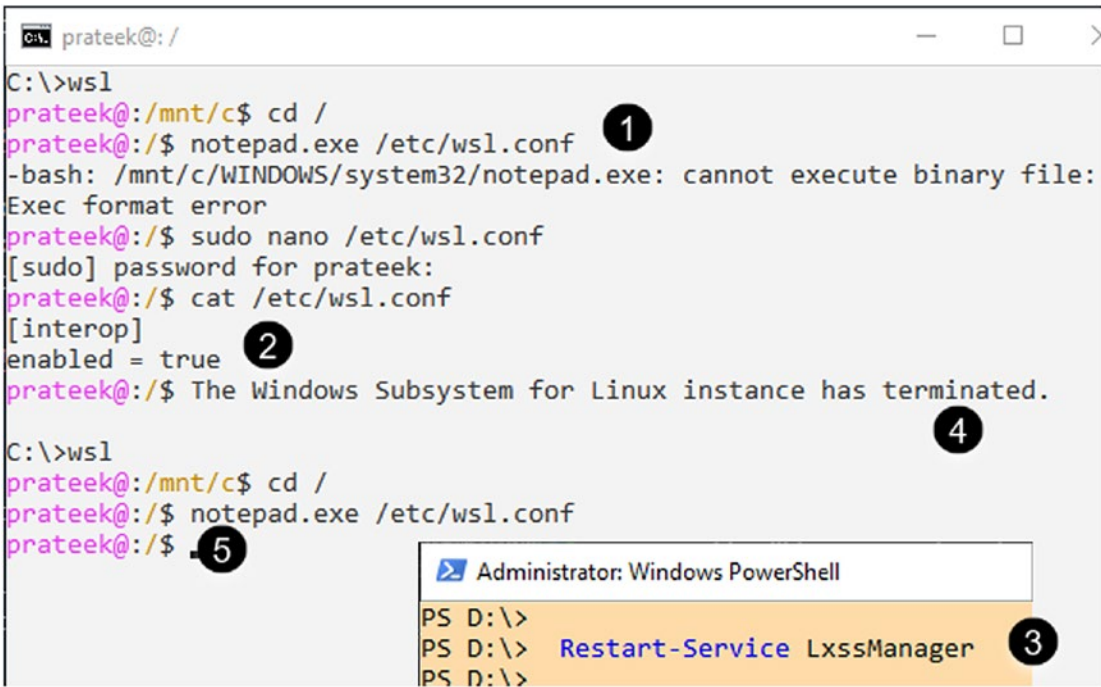 prateek@: /
C:\>wsl
prateek@:/mnt/c$ cd /
1
prateek@:/$ notepad.exe /etc/wsl.conf
-bash: /mnt/c/WINDOWS/system32/notepad.exe: cannot execute binary file:
Exec format error
prateek@:/$ sudo nano /etc/wsl.conf
[sudo] password for prateek:
prateek@:/$ cat /etc/wsl.conf
[interop]
2
enabled = true
prateek@:/$ The Windows Subsystem for Linux instance has terminated.
4
C:\>wsl
prateek@:/mnt/c$ cd /
prateek@:/$ notepad.exe /etc/wsl.conf
prateek@:/$
5
Administrator: Windows PowerShell
PS D:\>
PS D:\> Restart-Service LxssManager
3
PS D:\>